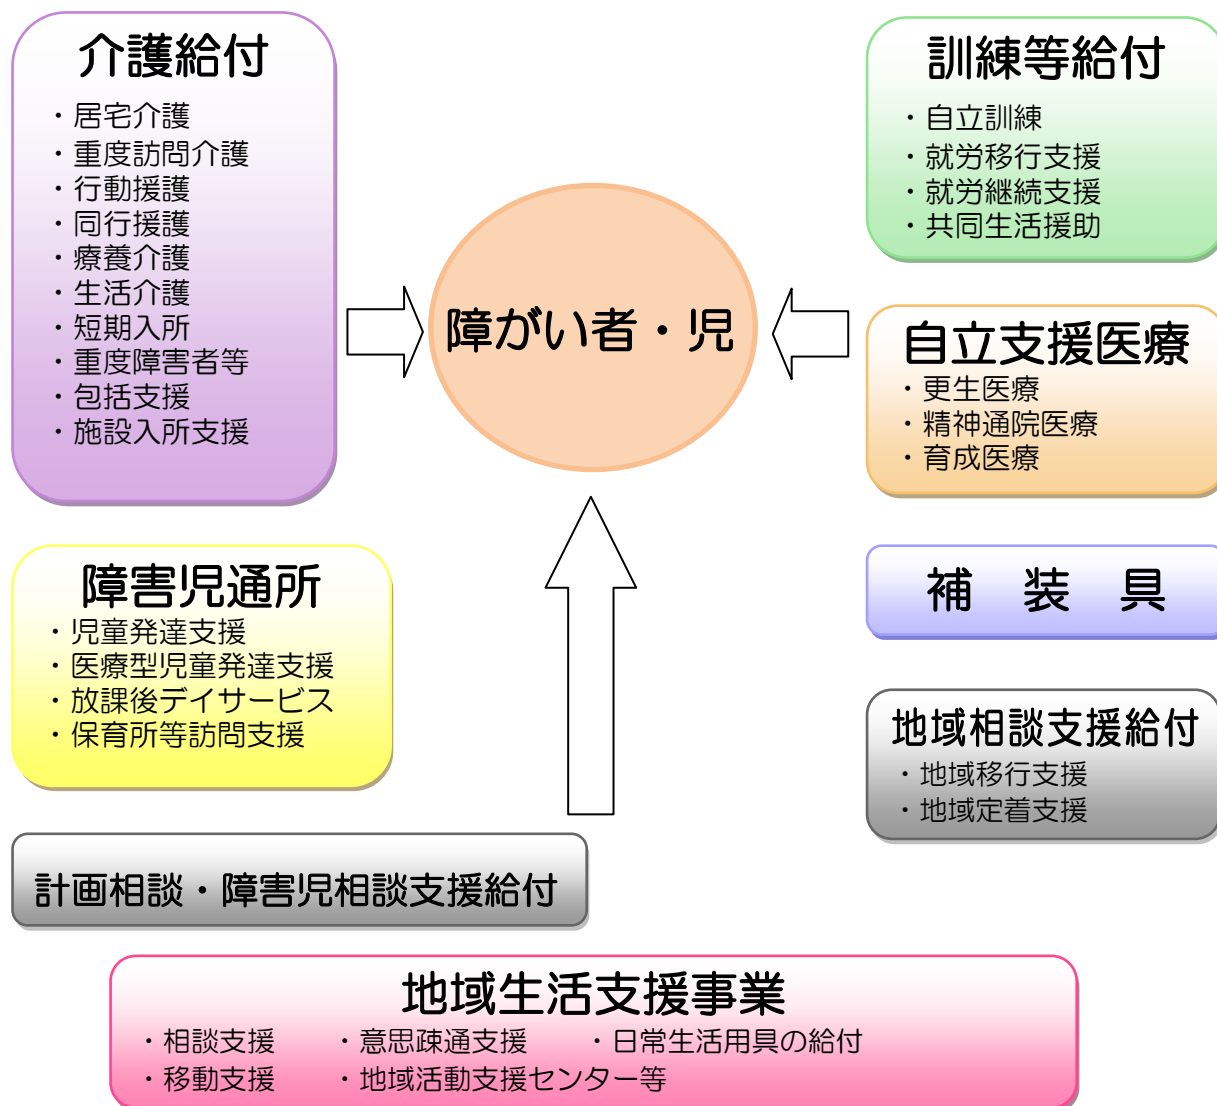 介護給付
・居宅介護
・重度訪問介護
・行動援護
・同行援護
・療養介護
・生活介護
・短期入所
・重度障害者等
・包括支援
・施設入所支援
障害児通所
・児童発達支援
・医療型児童発達支援
・放課後デイサービス
・保育所等訪問支援
計画相談・障害児相談支援給付
障がい者・児
訓練等給付
・自立訓練
・就労移行支援
・就労継続支援
・共同生活援助
自立支援医療
・更生医療
・精神通院医療
・育成医療
補　装　具
地域相談支援給付
・地域移行支援
・地域定着支援
地域生活支援事業
・相談支援　　・意思疎通支援　　・日常生活用具の給付
・移動支援　　・地域活動支援センター等